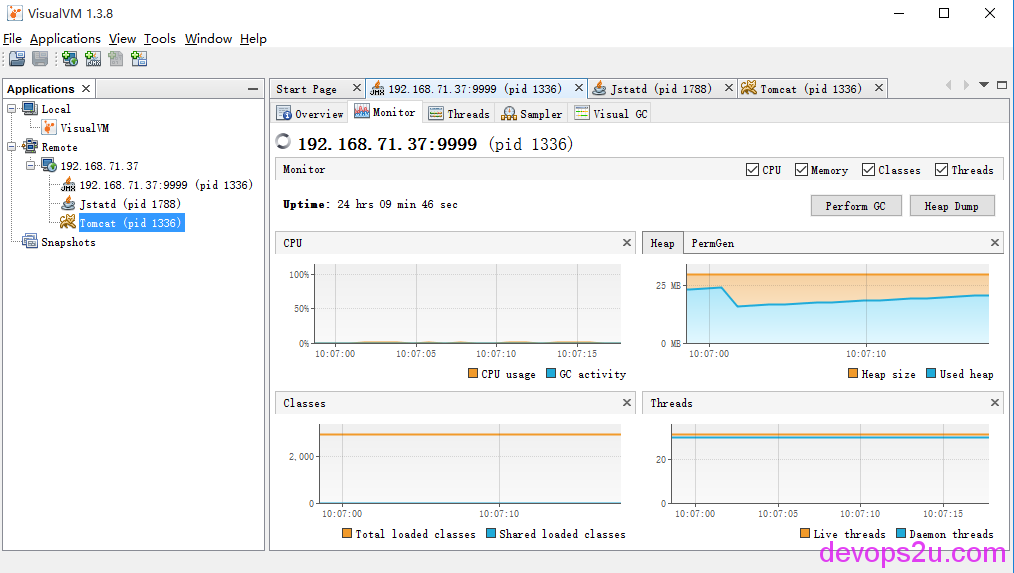 VisualVM 1.3.8
File Applications View Tools Window Help
Applications
Local
VisualVM
Remote
192.168.71.37
192.168.71.37:9999 (pid 1336)
Jstatd (pid 1788)
Tomcat (pid 1336)
Snapshots
Start Page 192.168.71.37:9999 (pid 1336) Jstatd (pid 1788) Tomcat (pid 1336)
Overview Monitor Threads Sampler Visual GC
192.168.71.37:9999 (pid 1336)
Monitor CPU Memory Classes Threads
Uptime: 24 hrs 09 min 46 sec Perform GC Heap Dump
CPU
100%
50%
0%
10:07:00 10:07:05 10:07:10 10:07:15
CPU usage GC activity
Heap PermGen
25 MB
0 MB
10:07:00 10:07:10
Heap size Used heap
Classes
2,000
0
10:07:00 10:07:10
Total loaded classes Shared loaded classes
Threads
20
0
10:07:00 10:07:05 10:07:10 10:07:15
Live threads Daemon threads
devops2u.com